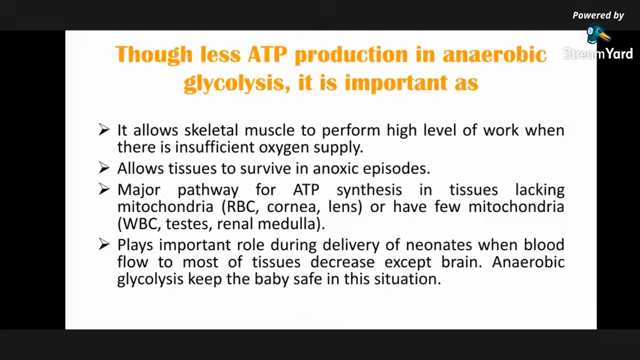 Powered by
StreamYard
Though less ATP production in anaerobic
glycolysis, it is important as
➢ It allows skeletal muscle to perform high level of work when
there is insufficient oxygen supply.
➢ Allows tissues to survive in anoxic episodes.
➢ Major pathway for ATP synthesis in tissues lacking
mitochondria (RBC, cornea, lens) or have few mitochondria
(WBC, testes, renal medulla).
➢ Plays important role during delivery of neonates when blood
flow to most of tissues decrease except brain. Anaerobic
glycolysis keep the baby safe in this situation.